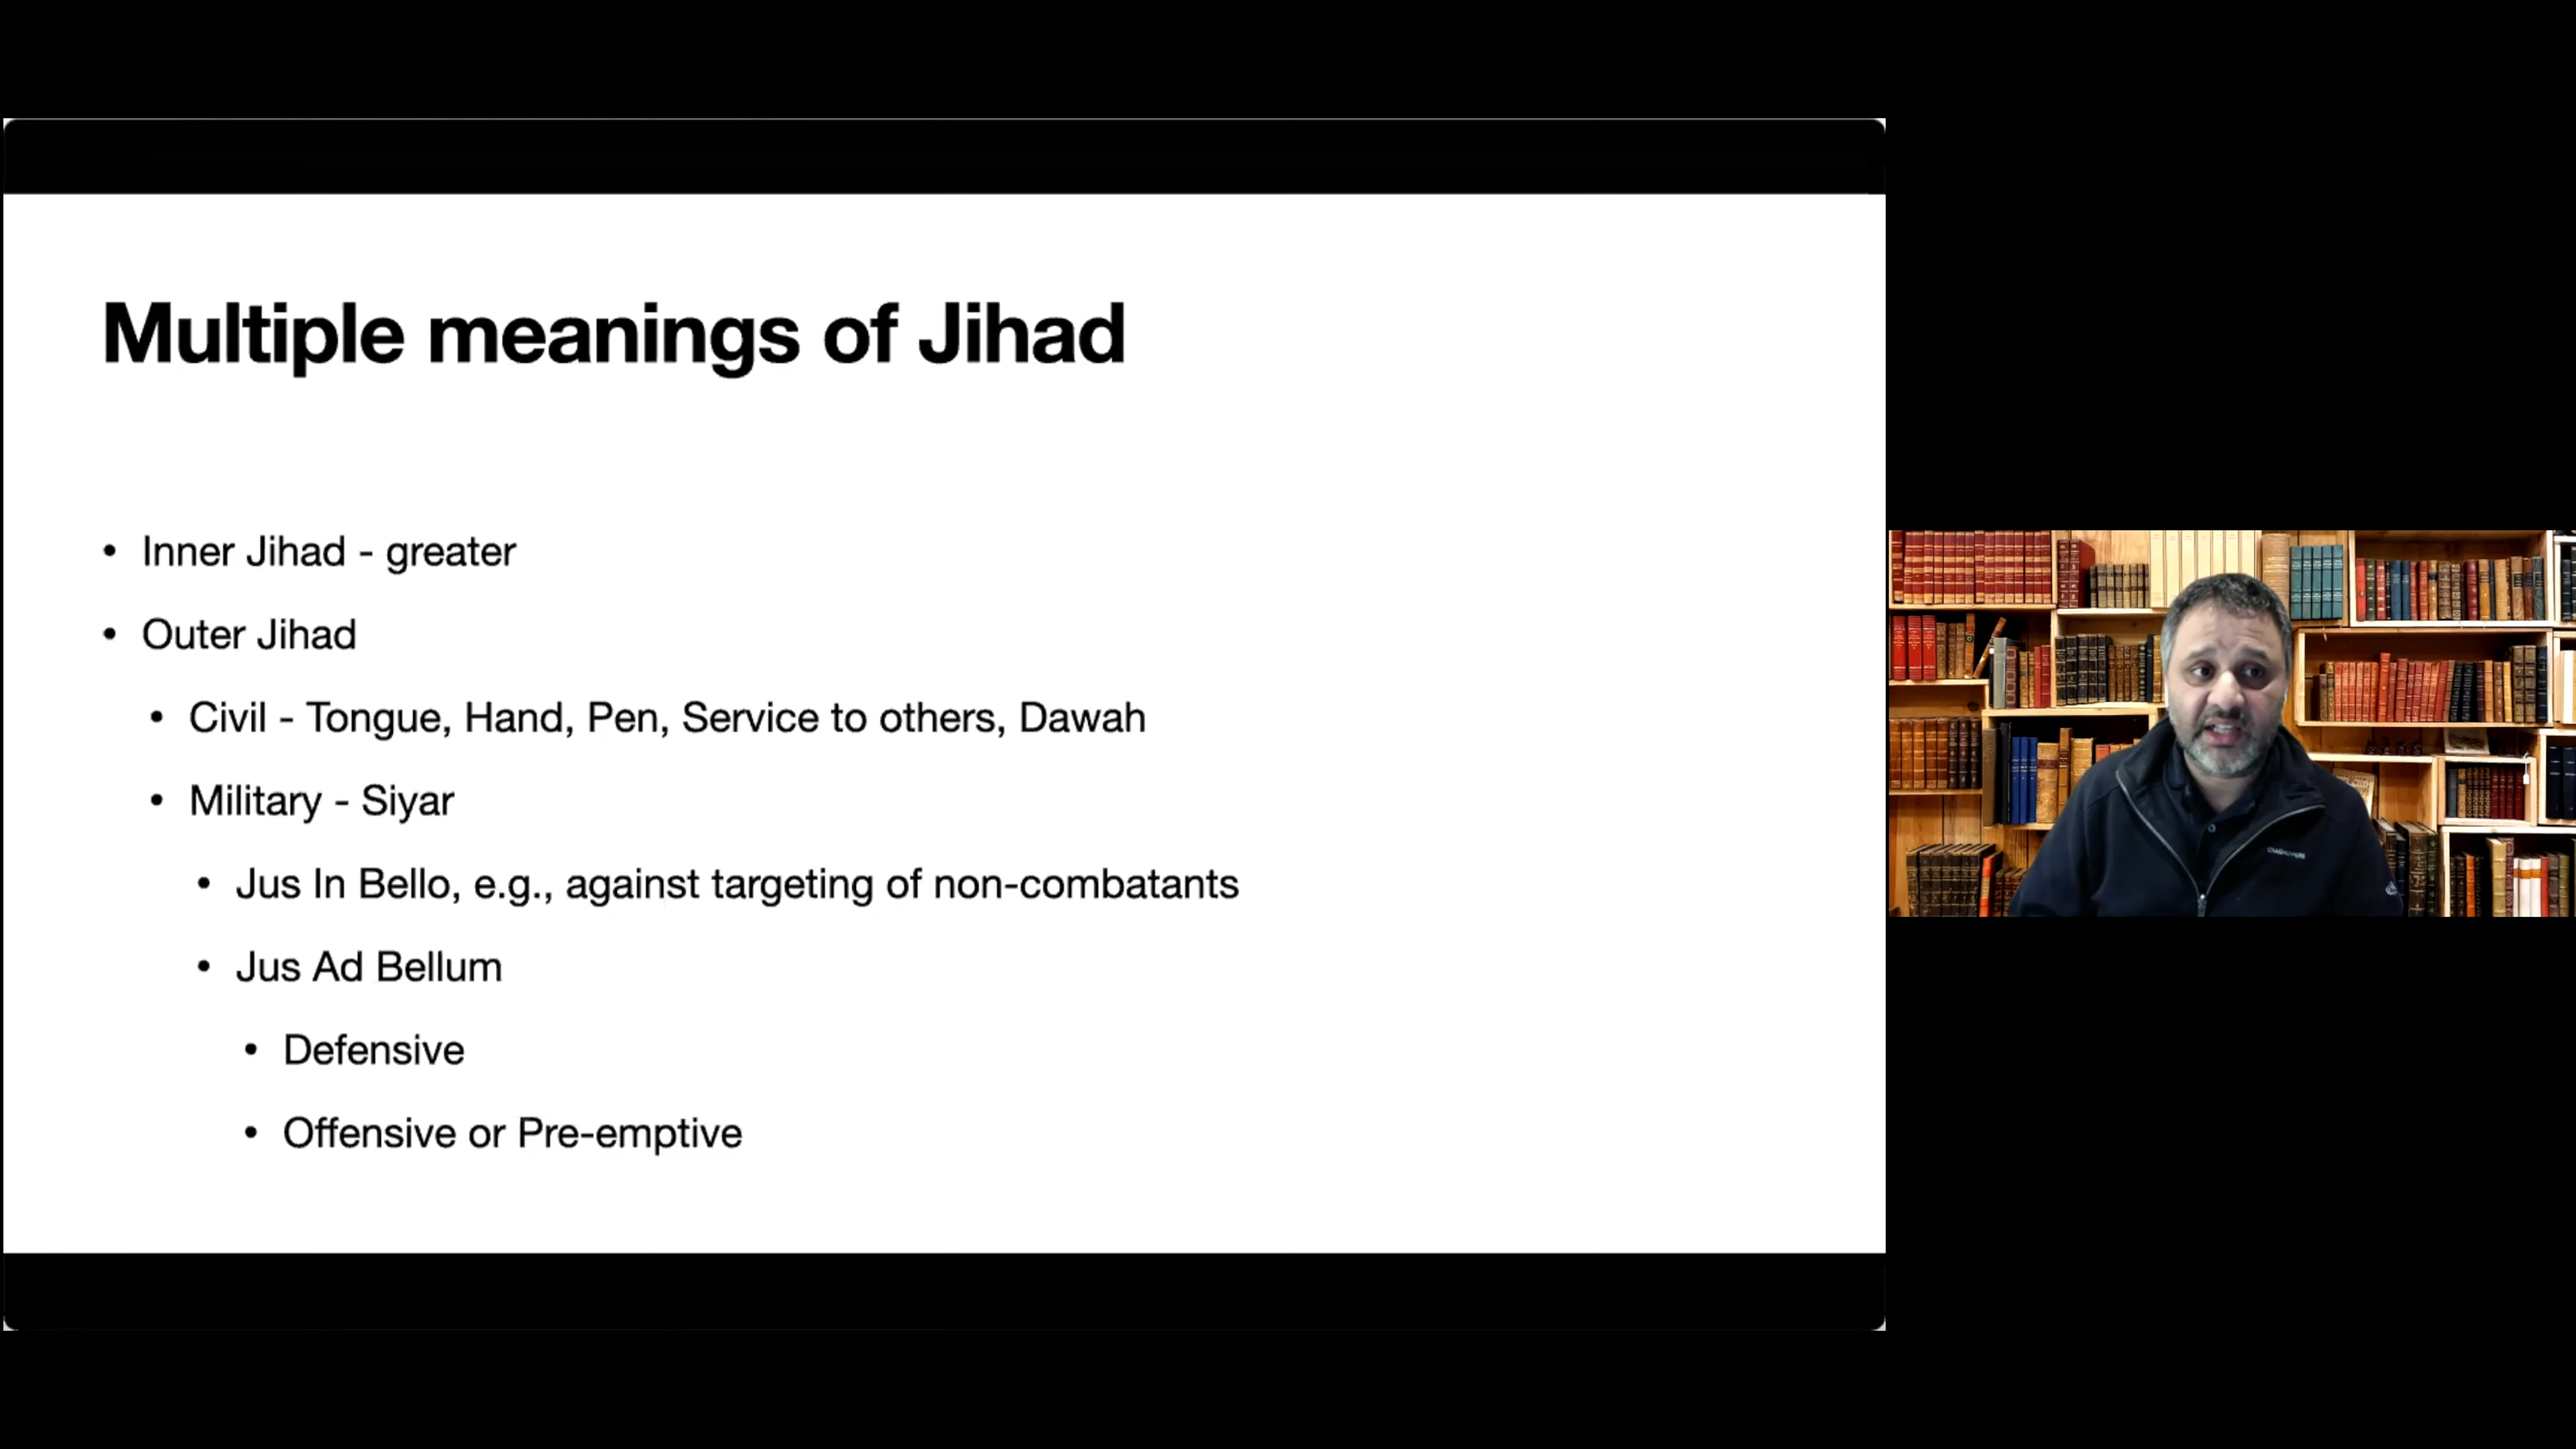 Multiple meanings of Jihad
• Inner Jihad - greater
• Outer Jihad
• Civil - Tongue, Hand, Pen, Service to others, Dawah
• Military - Siyar
• Jus In Bello, e.g., against targeting of non-combatants
• Jus Ad Bellum
• Defensive
• Offensive or Pre-emptive